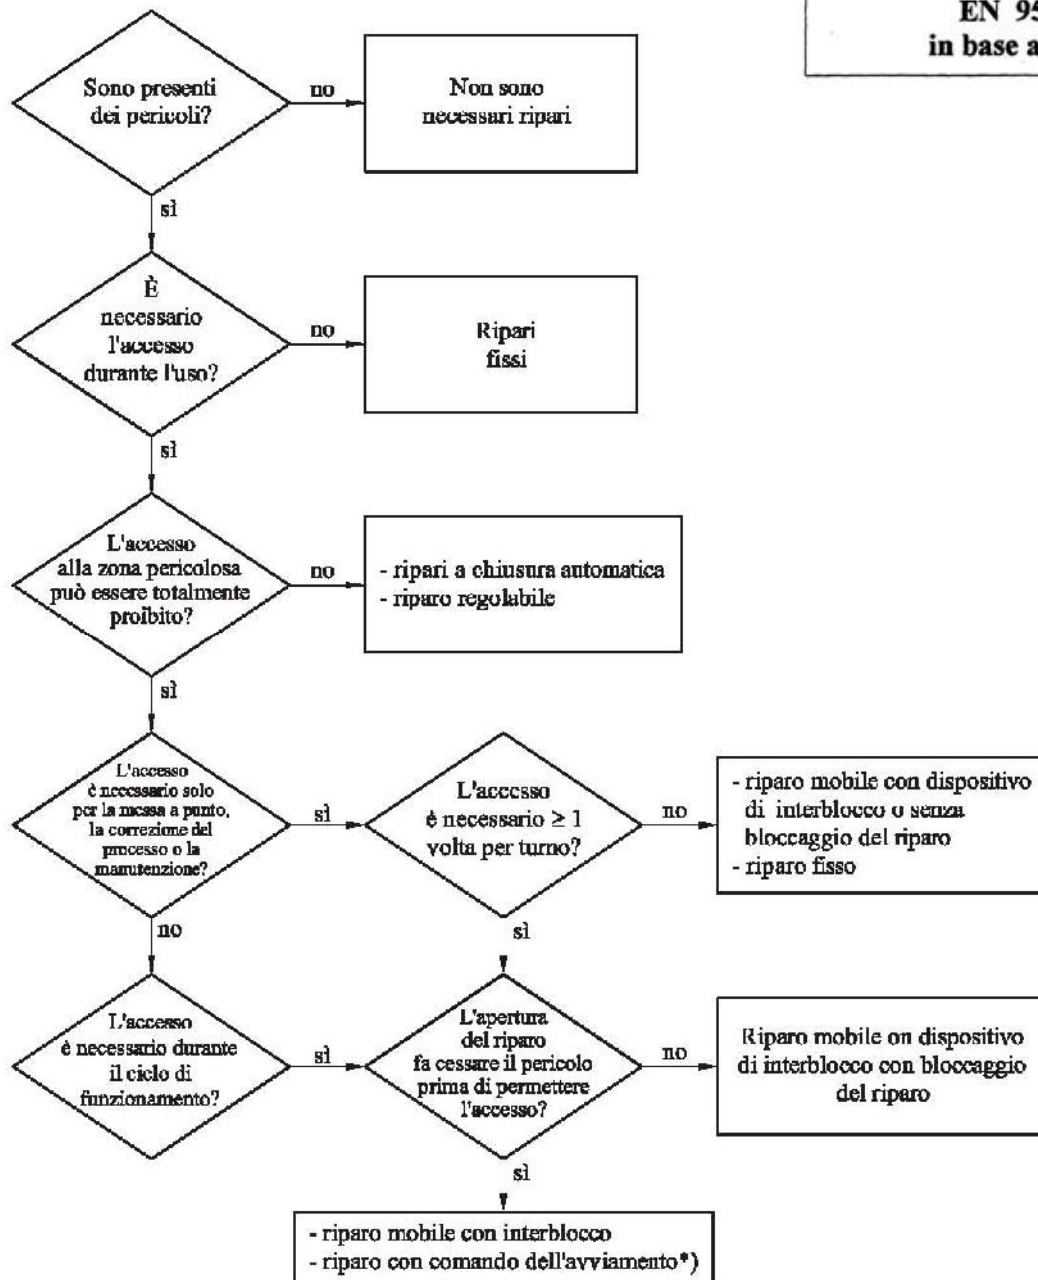 EN 95
in base a
Sono presenti
dei pericoli?
no
Non sono
necessari ripari
sì
È
necessario
l'accesso
durante l'uso?
no
Ripari
fissi
sì
L'accesso
alla zona pericolosa
può essere totalmente
proibito?
no
- ripari a chiusura automatica
- riparo regolabile
sì
L'accesso
è necessario solo
per la messa a punto,
la correzione del
processo o la
manutenzione?
sì
L'accesso
è necessario ≥ 1
volta per turno?
no
- riparo mobile con dispositivo
di interblocco o senza
bloccaggio del riparo
- riparo fisso
no
sì
L'accesso
è necessario durante
il ciclo di
funzionamento?
sì
L'apertura
del riparo
fa cessare il pericolo
prima di permettere
l'accesso?
no
Riparo mobile on dispositivo
di interblocco con bloccaggio
del riparo
sì
- riparo mobile con interblocco
- riparo con comando dell'avviamento*)